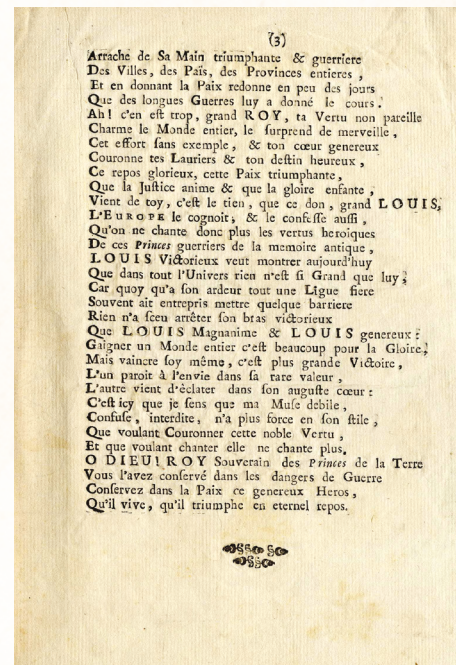 (3)
Arrache de Sa Main triumphante & guerriere
Des Villes, des Païs, des Provinces entieres ,
Et en donnant la Paix redonne en peu des jours
Que des longues Guerres luy a donné le cours.
Ah ! c'en est trop, grand ROY, ta Vertu non pareille
Charme le Monde entier, le surprend de merveille ,
Cet effort sans exemple , & ton cœur genereux
Couronne tes Lauriers & ton destin heureux ,
Ce repos glorieux, cette Paix triumphante ,
Que la Justice anime & que la gloire enfante ,
Vient de toy, c'est le tien , que ce don , grand LOUIS,
L'EUROPE le cognoit ; & le confesse aussi ,
Qu'on ne chante donc plus les vertus heroiques
De ces Princes guerriers de la memoire antique ,
LOUIS Victorieux veut montrer aujourd'huy
Que dans tout l'Univers rien n'est si Grand que luy ;
Car quoy qu'a son ardeur tout une Ligue fiere
Souvent ait entrepris mettre quelque barriere
Rien n'a sceu arrêter son bras victorieux
Que LOUIS Magnanime & LOUIS genereux :
Gaigner un Monde entier c'est beaucoup pour la Gloire,
Mais vaincre soy même , c'est plus grande Victoire ,
L'un paroit à l'envie dans sa rare valeur ,
L'autre vient d'éclater dans son auguste cœur :
C'est icy que je sens que ma Muse debile ,
Confuse , interdite , n'a plus force en son stile ,
Que voulant Couronner cette noble Vertu ,
Et que voulant chanter elle ne chante plus.
O DIEU! ROY Souverain des Princes de la Terre
Vous l'avez conservé dans les dangers de Guerre
Conservez dans la Paix ce genereux Heros ,
Qu'il vive , qu'il triumphe en eternel repos.